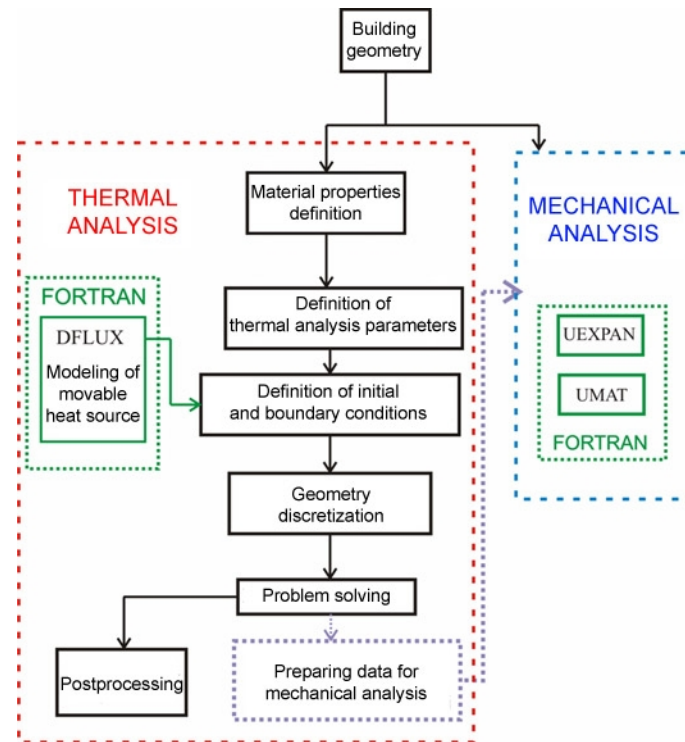 Building
geometry
THERMAL
ANALYSIS
Material properties
definition
MECHANICAL
ANALYSIS
Definition of
thermal analysis parameters
FORTRAN
DFLUX
Modeling of
movable
heat source
Definition of initial
and boundary conditions
UEXPAN
UMAT
FORTRAN
Geometry
discretization
Problem solving
Postprocessing
Preparing data for
mechanical analysis